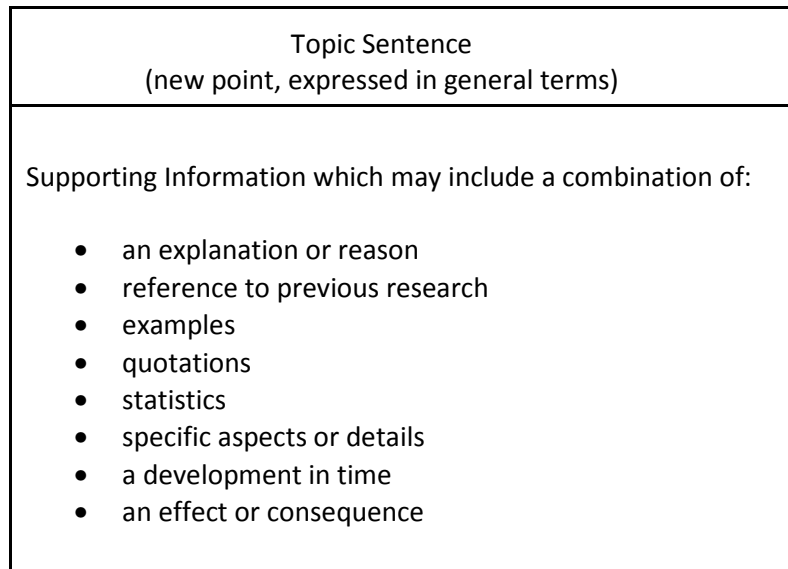 Topic Sentence
(new point, expressed in general terms)
Supporting Information which may include a combination of:
• an explanation or reason
• reference to previous research
• examples
• quotations
• statistics
• specific aspects or details
• a development in time
• an effect or consequence